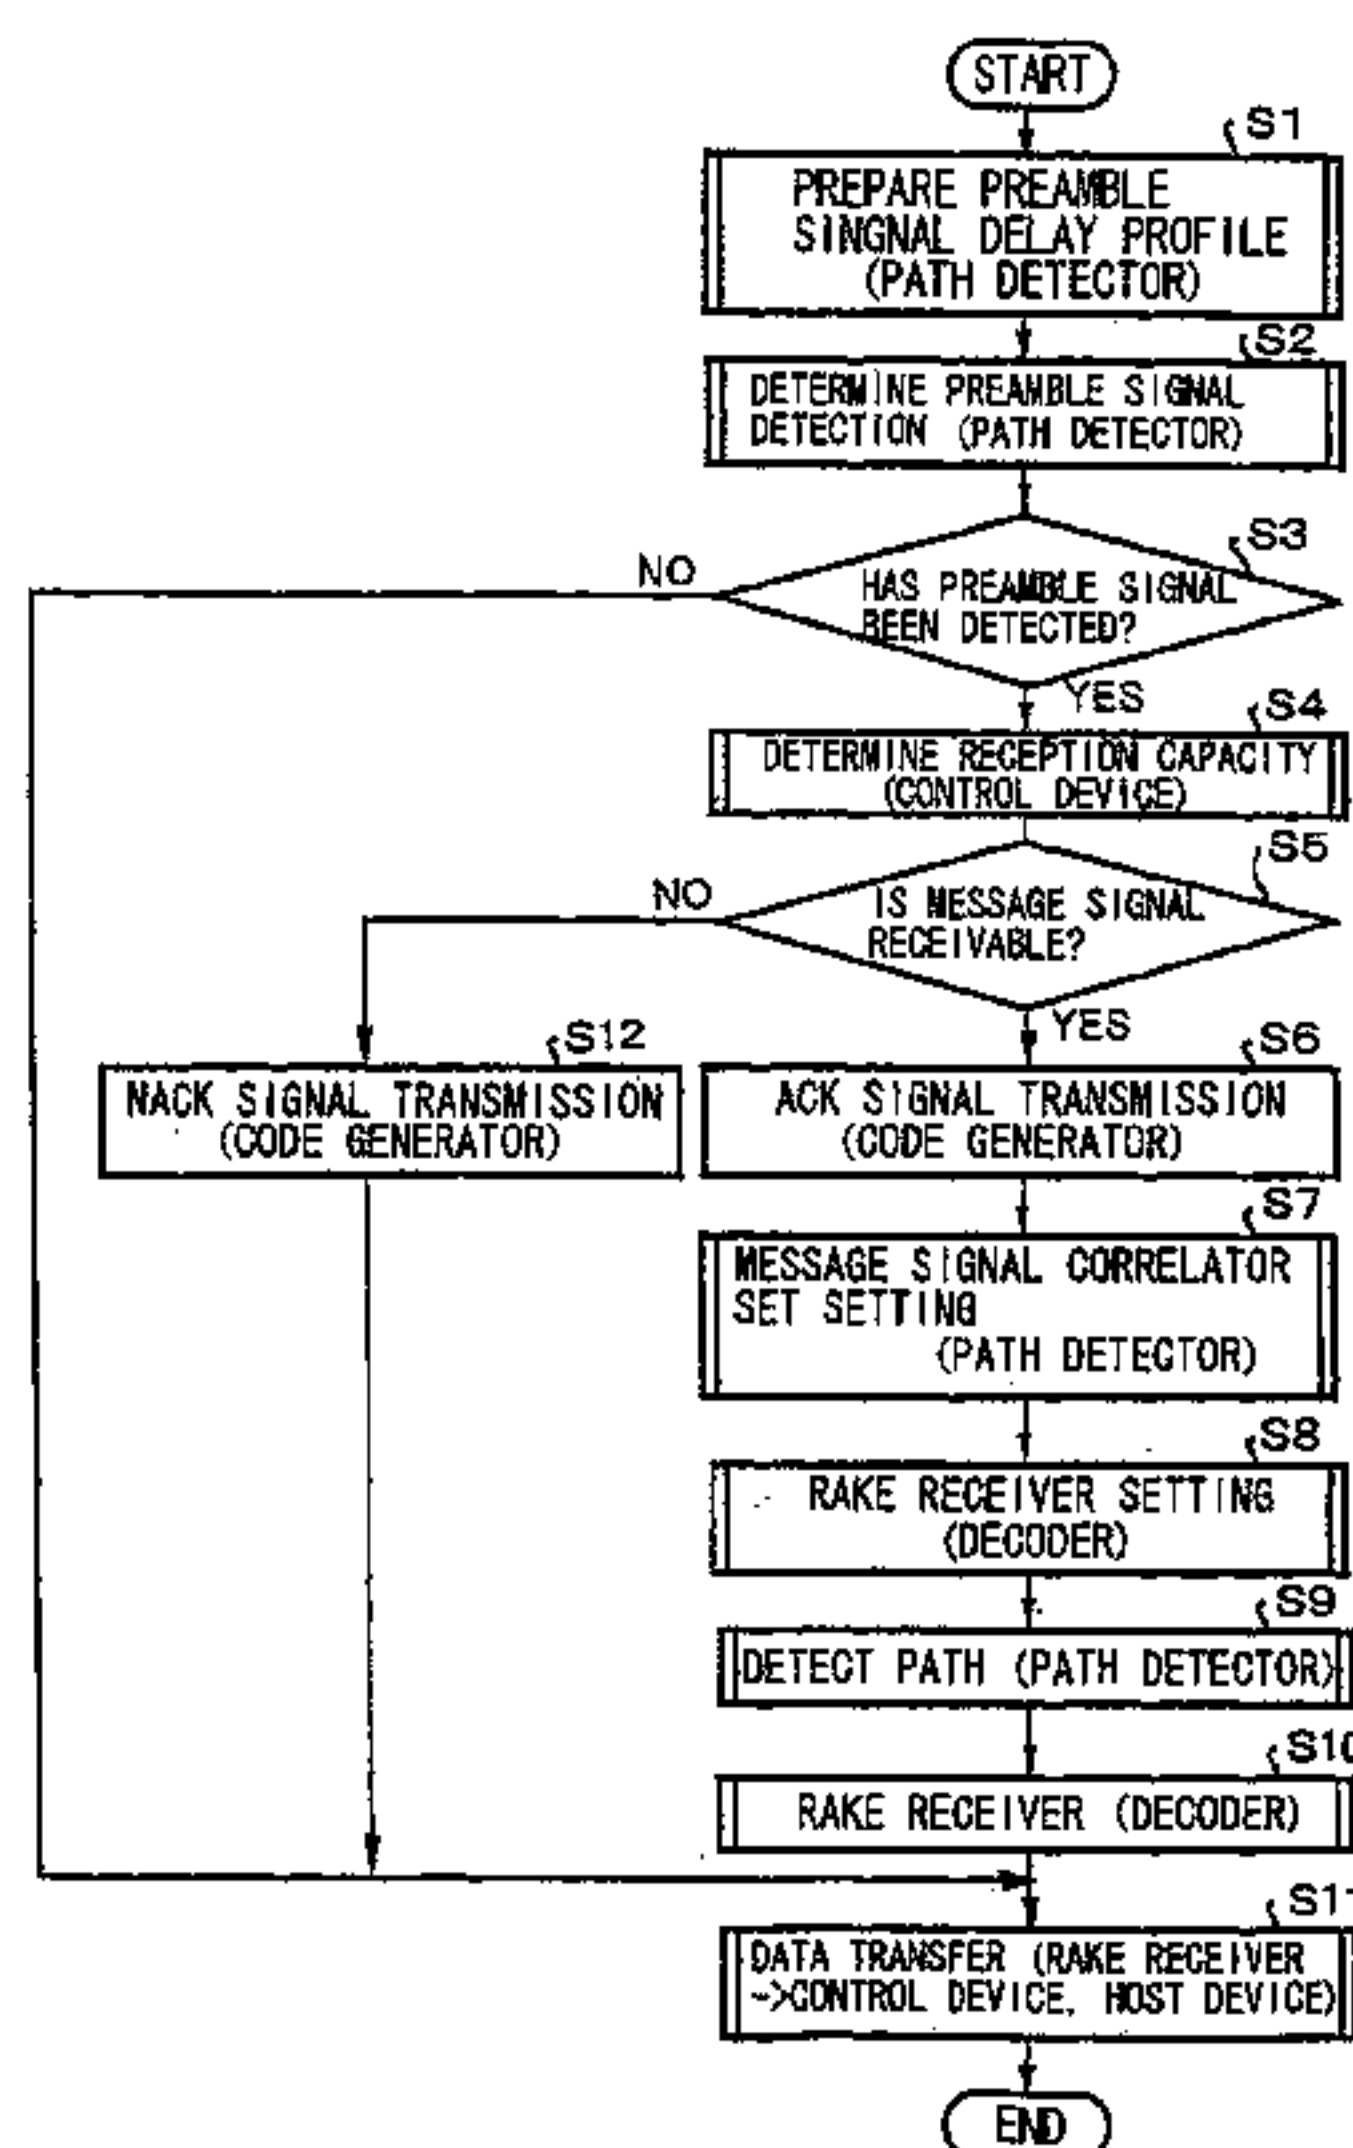 START
S1
PREPARE PREAMBLE
SINGNAL DELAY PROFILE
(PATH DETECTOR)
S2
DETERMINE PREAMBLE SIGNAL
DETECTION (PATH DETECTOR)
S3
NO
HAS PREAMBLE SIGNAL
BEEN DETECTED?
YES
S4
DETERMINE RECEPTION CAPACITY
(CONTROL DEVICE)
S5
NO
IS MESSAGE SIGNAL
RECEIVABLE?
YES
S12
NACK SIGNAL TRANSMISSION
(CODE GENERATOR)
S6
ACK SIGNAL TRANSMISSION
(CODE GENERATOR)
S7
MESSAGE SIGNAL CORRELATOR
SET SETTING
(PATH DETECTOR)
S8
RAKE RECEIVER SETTING
(DECODER)
S9
DETECT PATH (PATH DETECTOR)
S10
RAKE RECEIVER (DECODER)
S11
DATA TRANSFER (RAKE RECEIVER
->CONTROL DEVICE, HOST DEVICE)
END